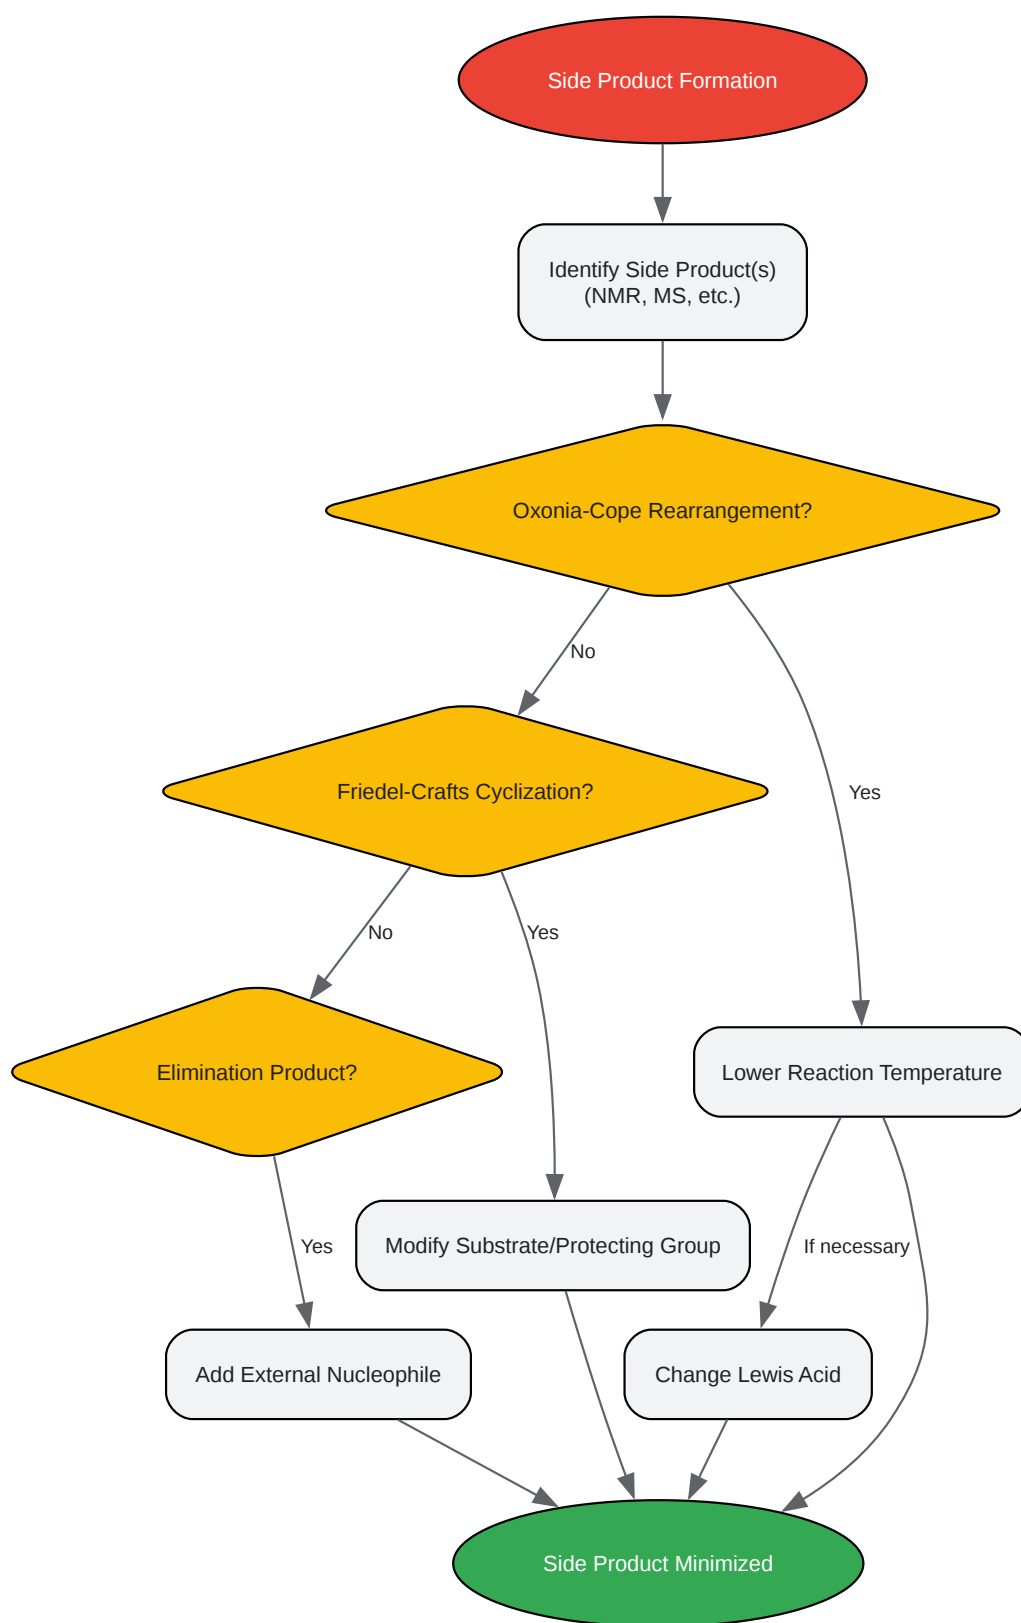 Side Product Formation
Identify Side Product(s)
(NMR, MS, etc.)
Oxonia-Cope Rearrangement?
No
Friedel-Crafts Cyclization?
Yes
No
Yes
Elimination Product?
Lower Reaction Temperature
Yes
Modify Substrate/Protecting Group
If necessary
Add External Nucleophile
Change Lewis Acid
Side Product Minimized